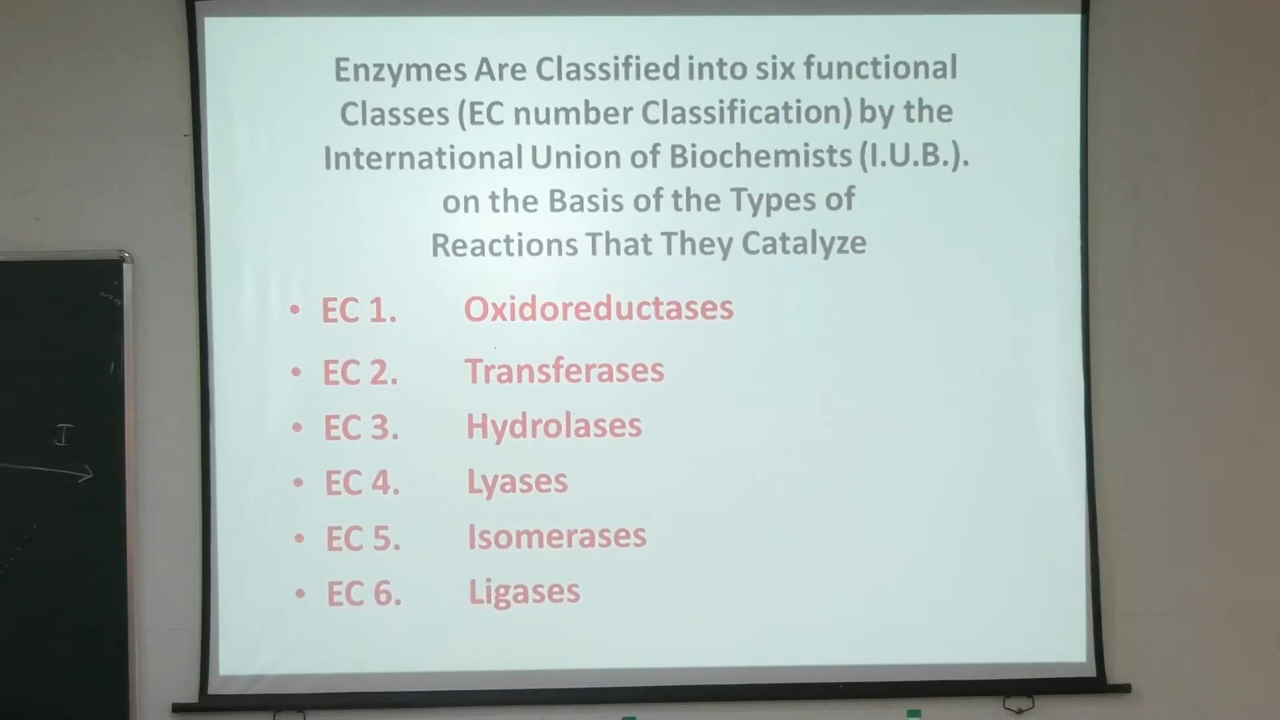 Enzymes Are Classified into six functional
Classes (EC number Classification) by the
International Union of Biochemists (I.U.B.).
on the Basis of the Types of
Reactions That They Catalyze
• EC 1. Oxidoreductases
• EC 2. Transferases
• EC 3. Hydrolases
• EC 4. Lyases
• EC 5. Isomerases
• EC 6. Ligases
I